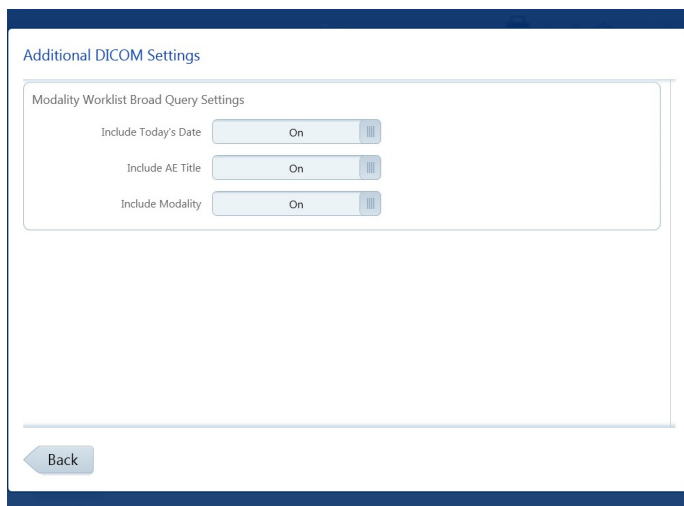 Additional DICOM Settings
Modality Worklist Broad Query Settings
Include Today's Date On
Include AE Title On
Include Modality On
Back